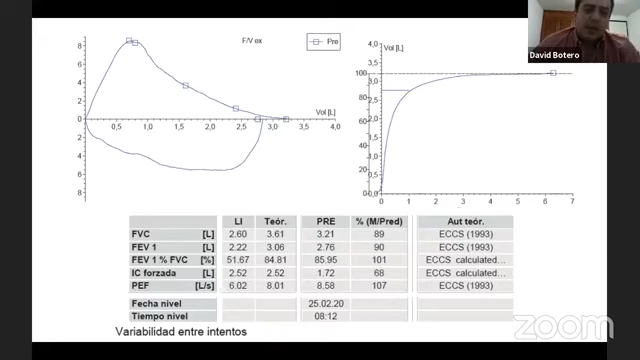 F/V ex
Pre
8
6
4
2
0
2
4
6
8
Vol [L]
0,5 1,0 1,5 2,0 2,5 3,0 3,5 4,0
Vol [L]
4,0
3,5
3,0
2,5
2,0
1,5
1,0
0,5
0,0
100
80
60
40
20
0
0 1 2 3 4 5 6 7
David Botero
LI Teór. PRE % (M/Pred) Aut teór.
FVC [L] 2.60 3.61 3.21 89 ECCS (1993)
FEV 1 [L] 2.22 3.06 2.76 90 ECCS (1993)
FEV 1 % FVC [%] 51.67 84.81 85.95 101 ECCS calculated...
IC forzada [L] 2.52 2.52 1.72 68 ECCS calculated...
PEF [L/s] 6.02 8.01 8.58 107 ECCS (1993)
Fecha nivel 25.02.20
Tiempo nivel 08:12
Variabilidad entre intentos
zoom